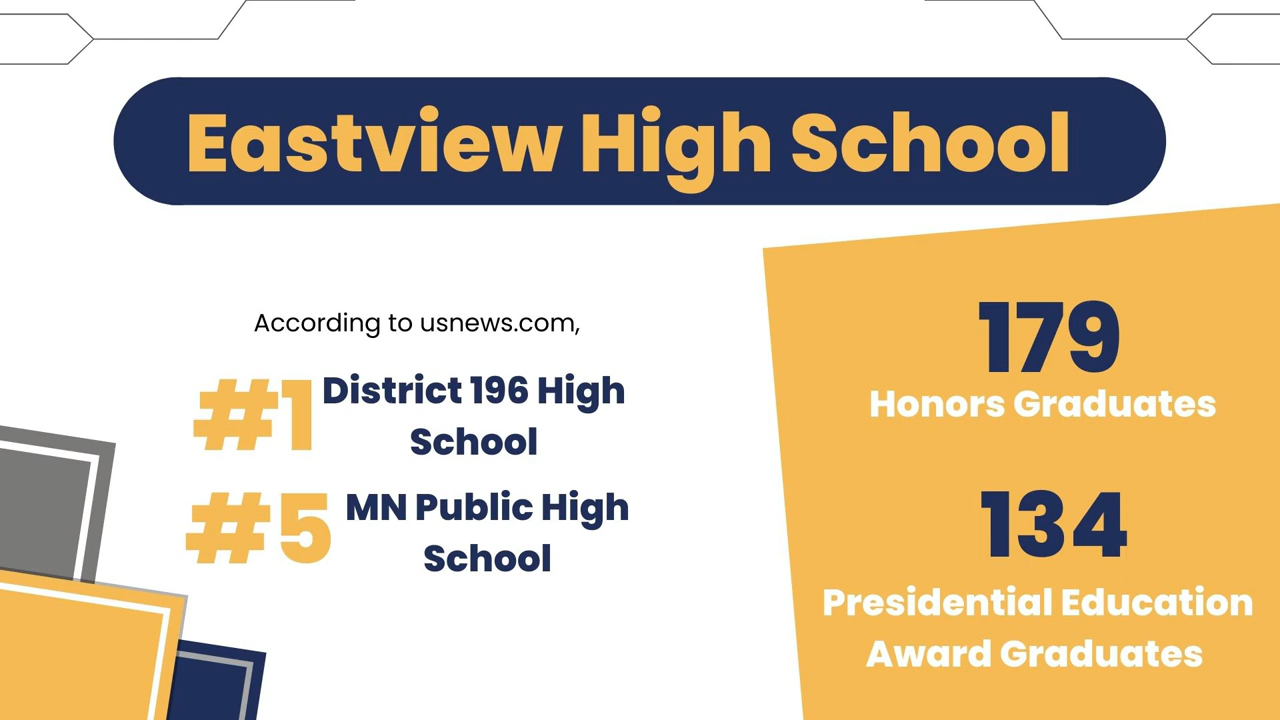 Eastview High School
According to usnews.com,
#1 District 196 High
School
#5 MN Public High
School
179
Honors Graduates
134
Presidential Education
Award Graduates